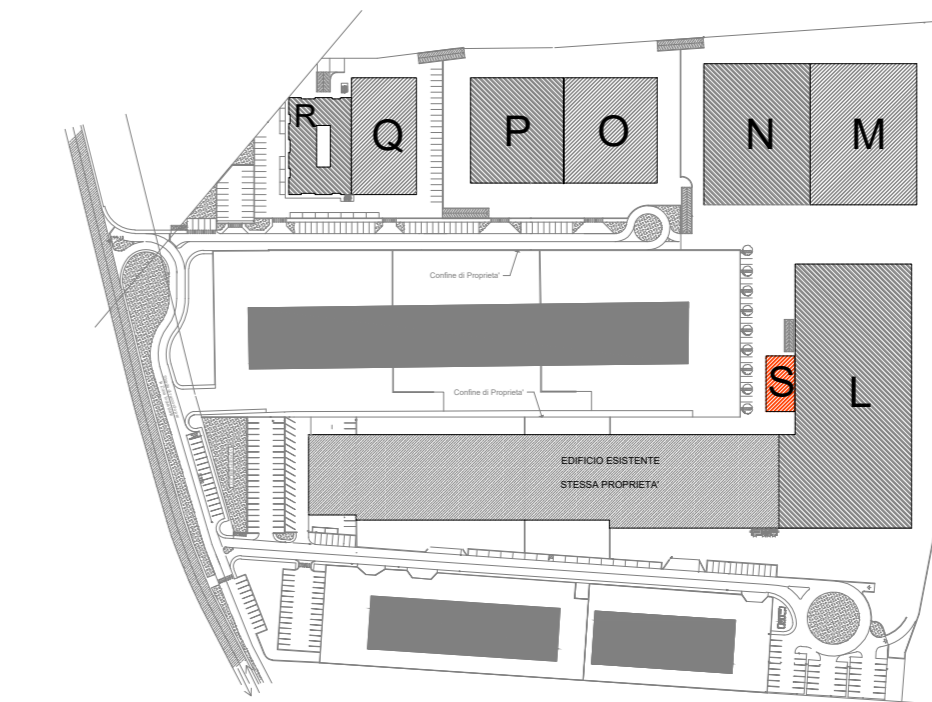 R
Q
P
O
N
M
Confine di Proprieta'
Confine di Proprieta'
S
L
EDIFICIO ESISTENTE
STESSA PROPRIETA'